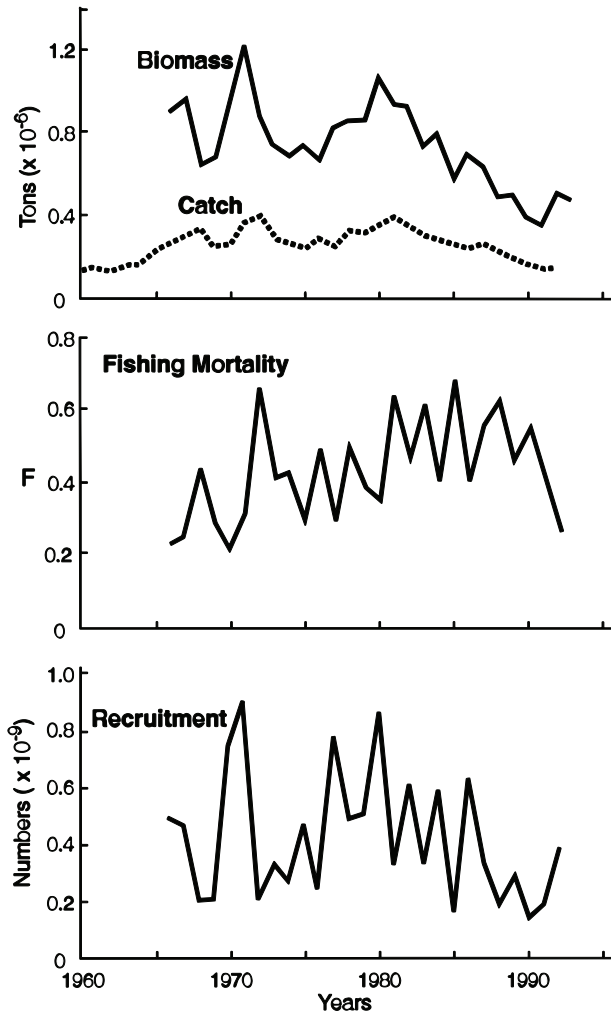 1.2
Biomass
0.8
Tons (x 10-6)
0.4
Catch
0
0.8
Fishing Mortality
0.6
F
0.4
0.2
0
1.0
Recruitment
0.8
Numbers ( x 10-9)
0.6
0.4
0.2
0
1960
1970
1980
1990
Years